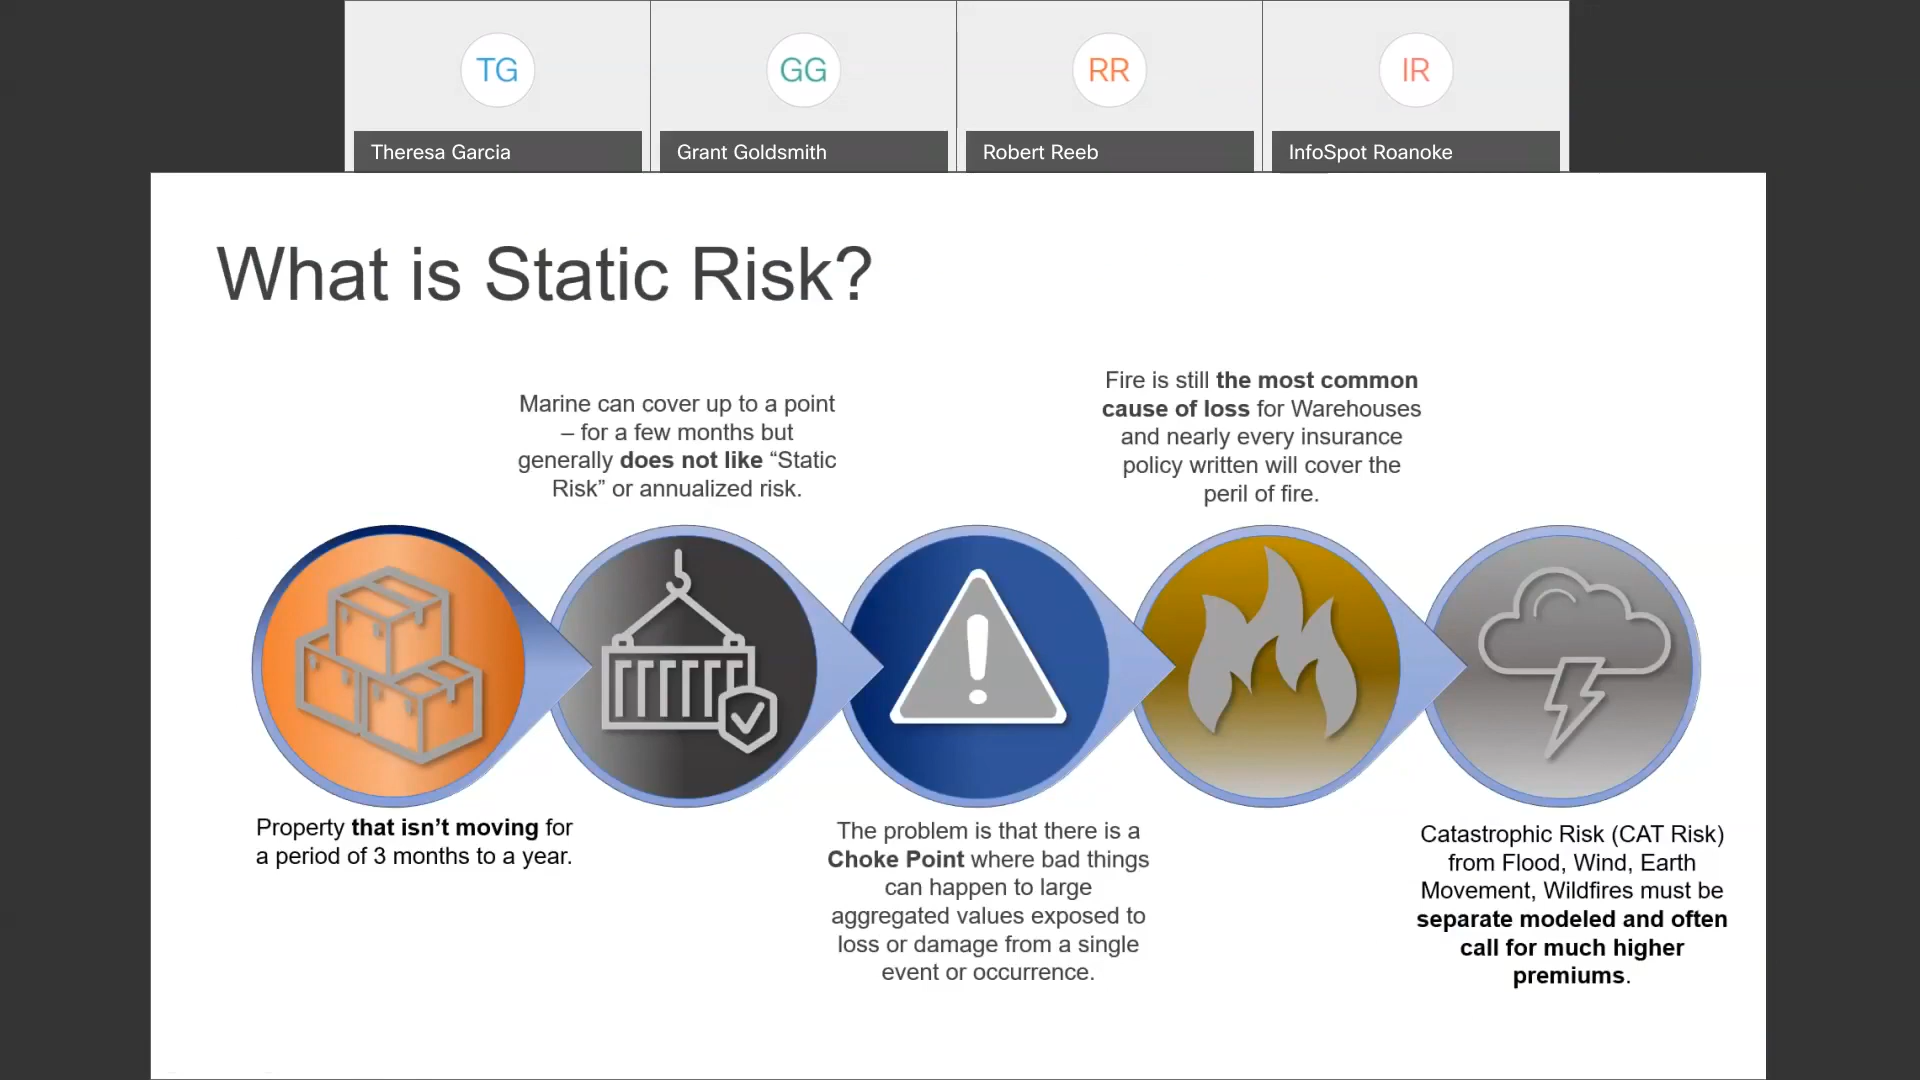 TG
GG
RR
IR
Theresa Garcia
Grant Goldsmith
Robert Reeb
InfoSpot Roanoke
What is Static Risk?
Property that isn’t moving for
a period of 3 months to a year.
Marine can cover up to a point
– for a few months but
generally does not like “Static
Risk” or annualized risk.
The problem is that there is a
Choke Point where bad things
can happen to large
aggregated values exposed to
loss or damage from a single
event or occurrence.
Fire is still the most common
cause of loss for Warehouses
and nearly every insurance
policy written will cover the
peril of fire.
Catastrophic Risk (CAT Risk)
from Flood, Wind, Earth
Movement, Wildfires must be
separate modeled and often
call for much higher
premiums.